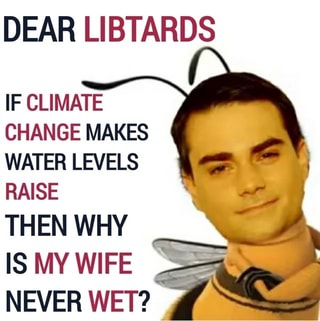 DEAR LIBTARDS
IF CLIMATE
CHANGE MAKES
WATER LEVELS
RAISE
THEN WHY
IS MY WIFE
NEVER WET?